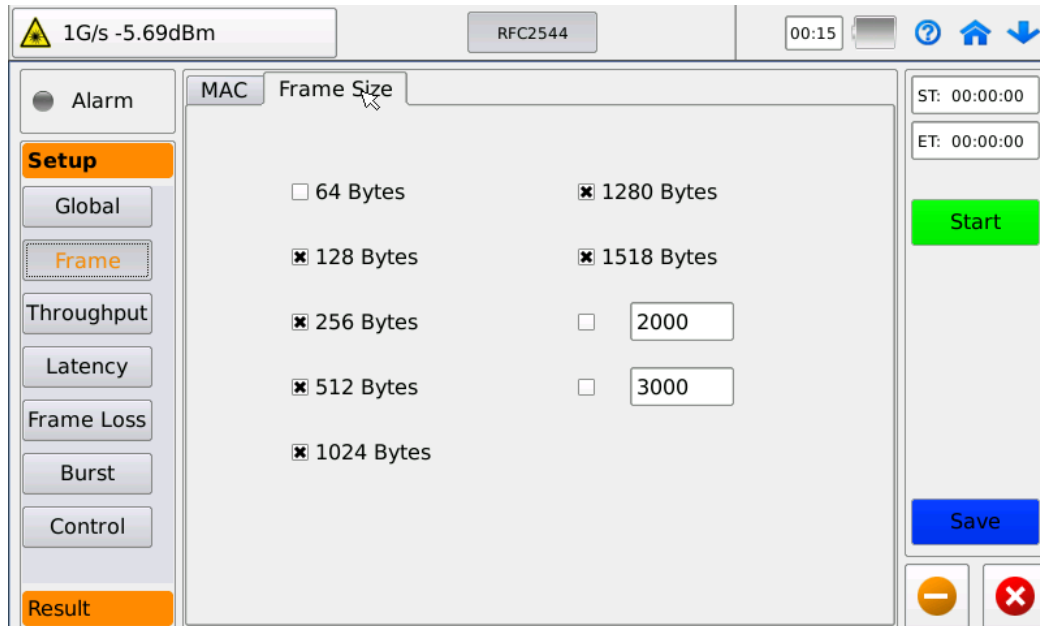 1G/s -5.69dBm
RFC2544
00:15
Alarm
Setup
Global
Frame
Throughput
Latency
Frame Loss
Burst
Control
Result
MAC
Frame Size
64 Bytes
1280 Bytes
128 Bytes
1518 Bytes
256 Bytes
2000
512 Bytes
3000
1024 Bytes
ST: 00:00:00
ET: 00:00:00
Start
Save